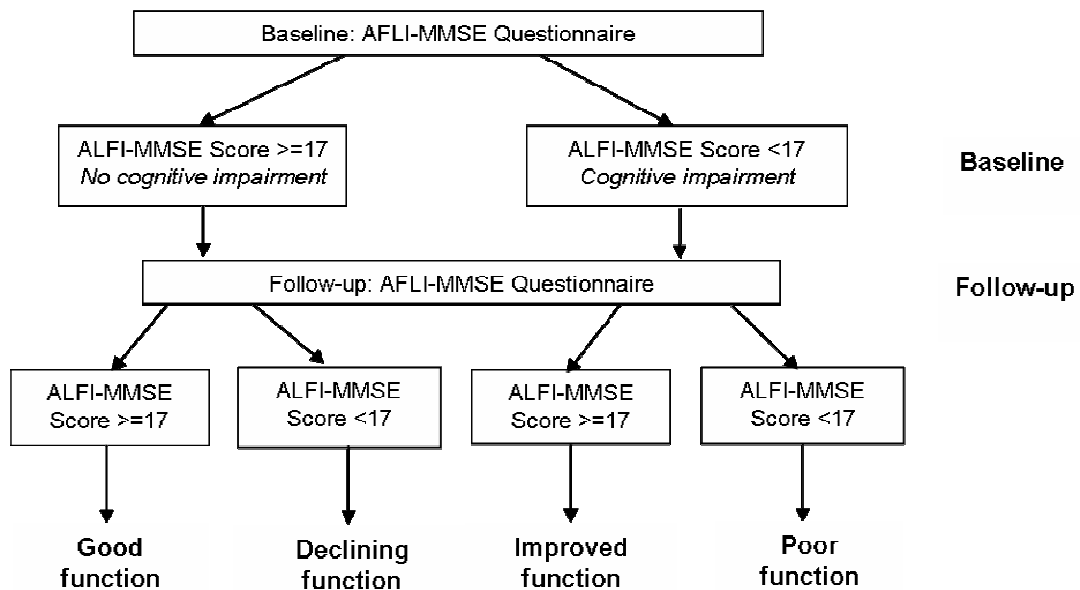 Baseline: AFLI-MMSE Questionnaire
ALFI-MMSE Score >=17
No cognitive impairment
ALFI-MMSE Score <17
Cognitive impairment
Baseline
Follow-up: AFLI-MMSE Questionnaire
Follow-up
ALFI-MMSE
Score >=17
ALFI-MMSE
Score <17
ALFI-MMSE
Score >=17
ALFI-MMSE
Score <17
Good
function
Declining
function
Improved
function
Poor
function